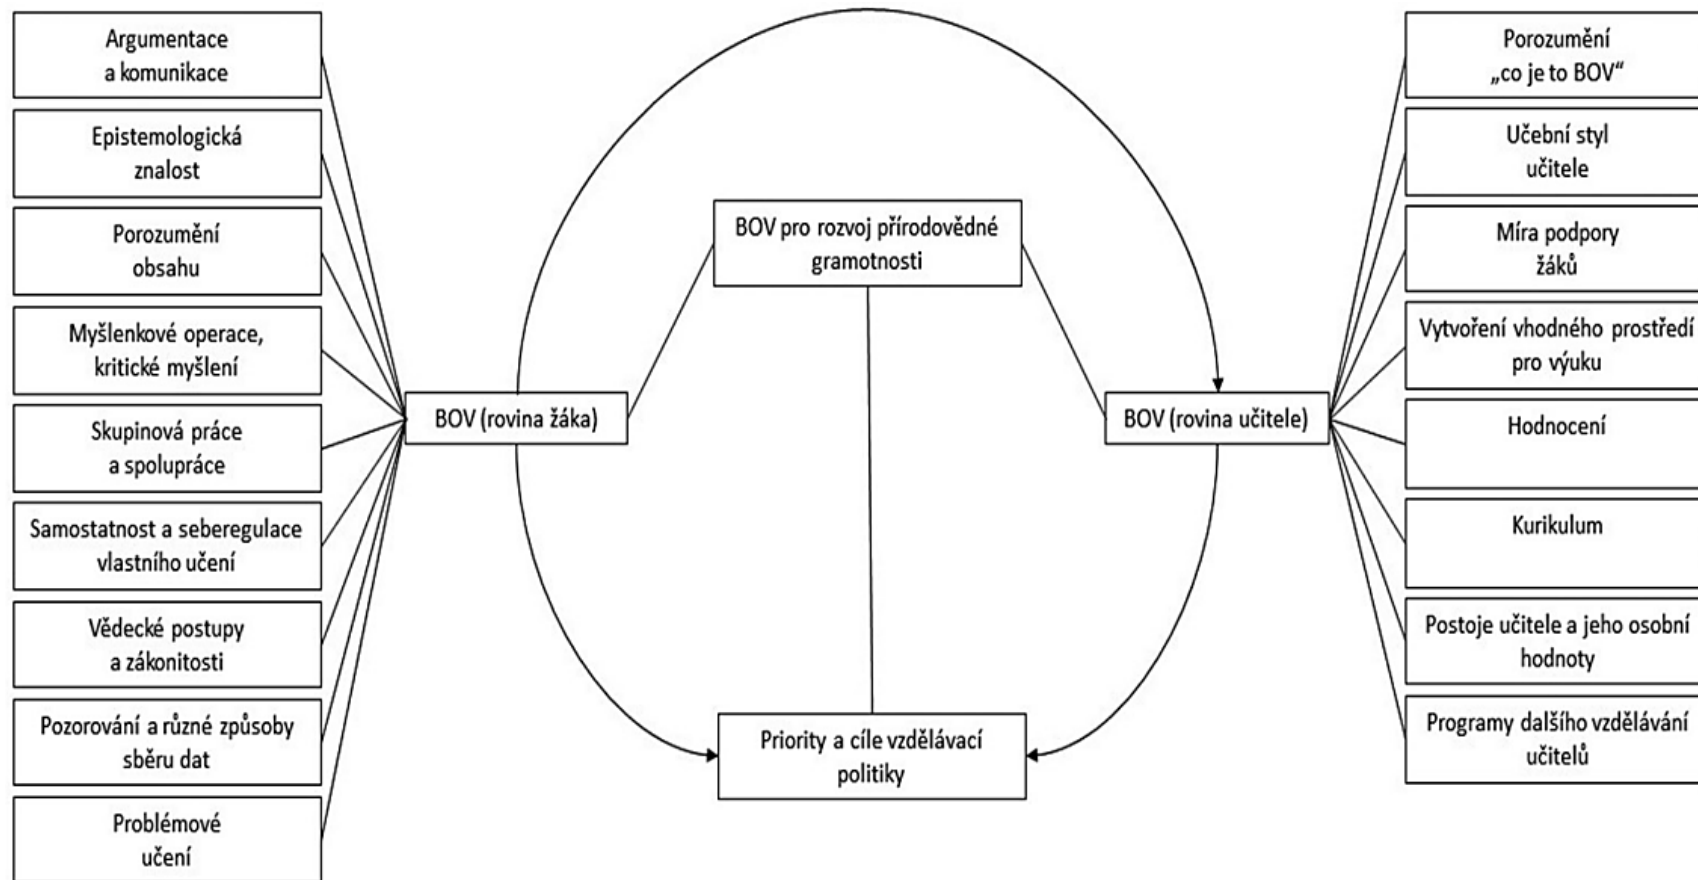 Argumentace
a komunikace
Epistemologická
znalost
Porozumění
obsahu
Myšlenkové operace,
kritické myšlení
Skupinová práce
a spolupráce
Samostatnost a seberegulace
vlastního učení
Vědecké postupy
a zákonitosti
Pozorování a různé způsoby
sběru dat
Problémové
učení
BOV (rovina žáka)
BOV pro rozvoj přírodovědné
gramotnosti
Priority a cíle vzdělávací
politiky
BOV (rovina učitele)
Porozumění
„co je to BOV“
Učební styl
učitele
Míra podpory
žáků
Vytvoření vhodného prostředí
pro výuku
Hodnocení
Kurikulum
Postoje učitele a jeho osobní
hodnoty
Programy dalšího vzdělávání
učitelů